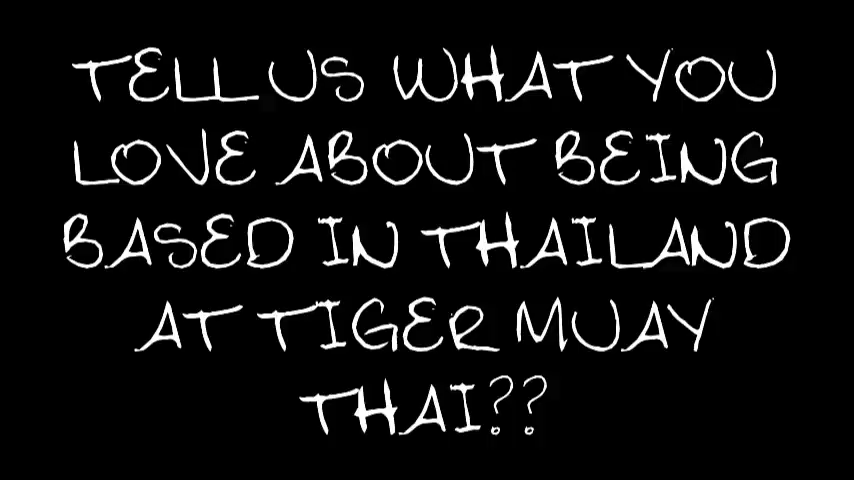 TELL US WHAT YOU
LOVE ABOUT BEING
BASED IN THAILAND
AT TIGER MUAY
THAI??